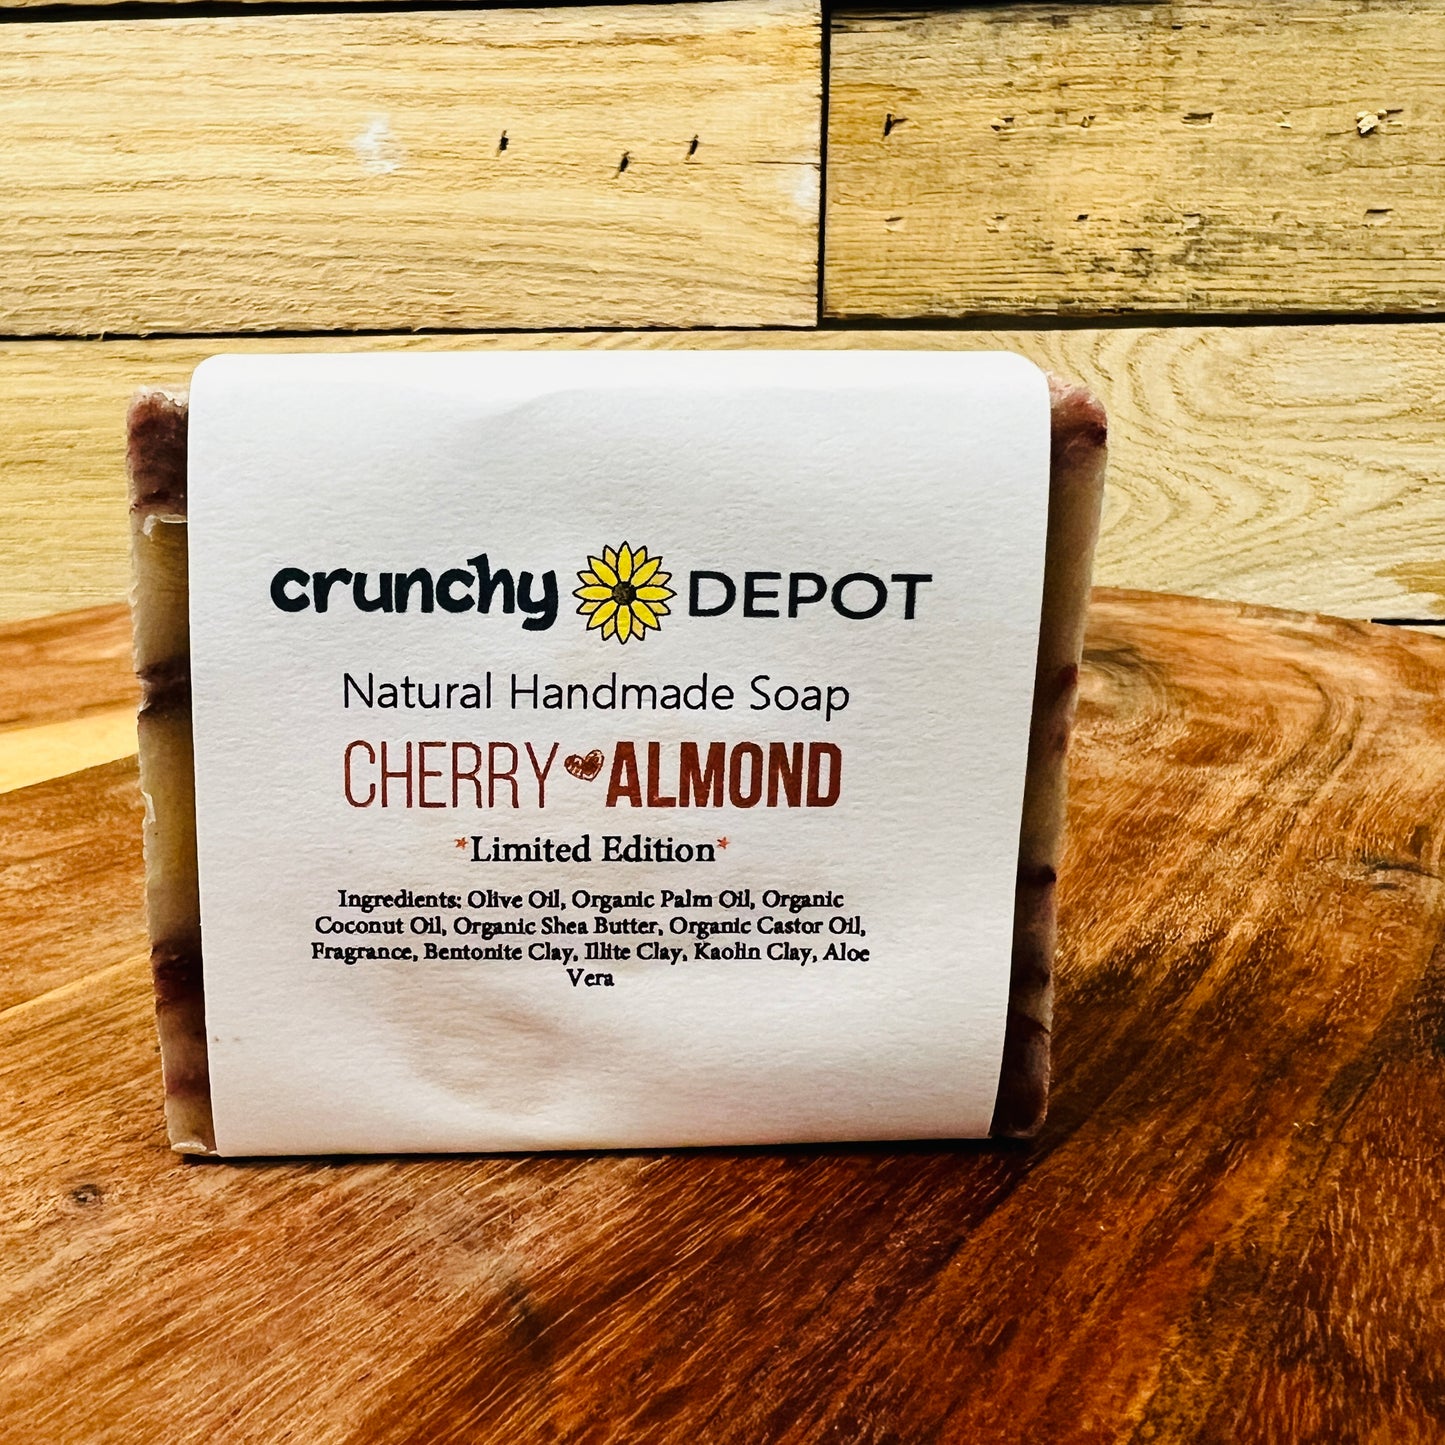 crunchy DEPOT
Natural Handmade Soap
CHERRY ALMOND
*Limited Edition*
Ingredients: Olive Oil, Organic Palm Oil, Organic
Coconut Oil, Organic Shea Butter, Organic Castor Oil,
Fragrance, Bentonite Clay, Illite Clay, Kaolin Clay, Aloe
Vera